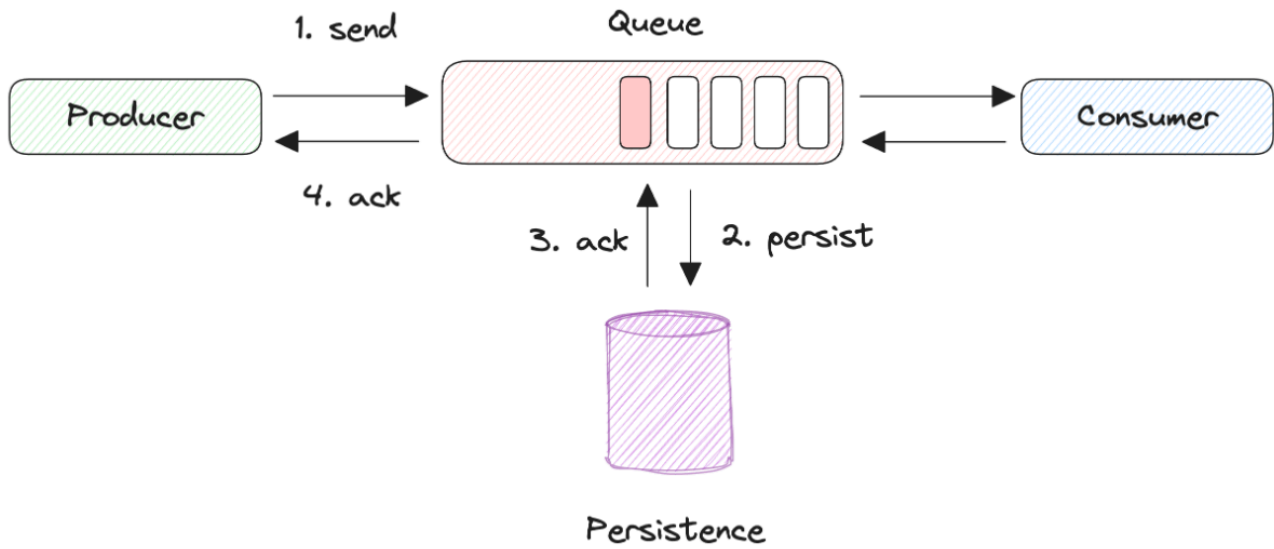 1. send
Queue
Producer
Consumer
4. ack
3. ack
2. persist
Persistence